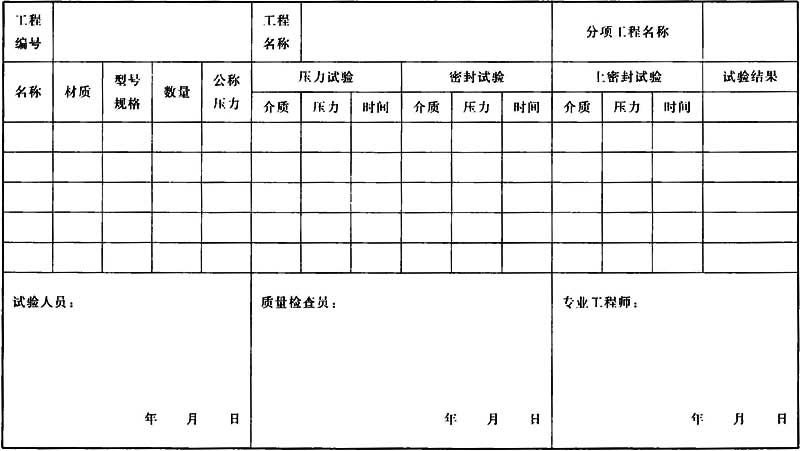 工程编号 工程名称 分项工程名称
名称 材质 型号规格 数量 公称压力 压力试验 密封试验 上密封试验 试验结果
介质 压力 时间 介质 压力 时间 介质 压力 时间
试验人员： 质量检查员： 专业工程师：
年 月 日 年 月 日 年 月 日